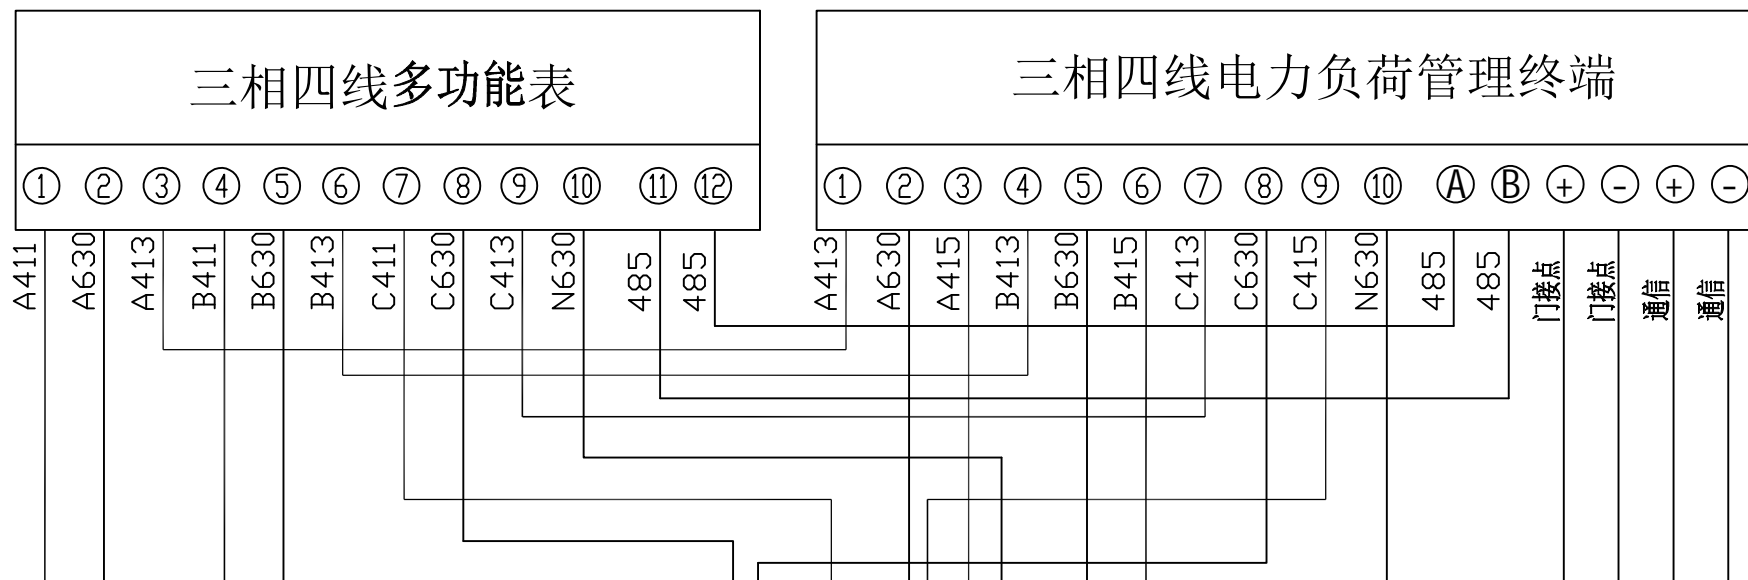 三相四线多功能表
三相四线电力负荷管理终端
① ② ③ ④ ⑤ ⑥ ⑦ ⑧ ⑨ ⑩ ⑪ ⑫
① ② ③ ④ ⑤ ⑥ ⑦ ⑧ ⑨ ⑩ Ⓐ Ⓑ ⊕ ⊖ ⊕ ⊖
A411
A630
A413
B411
B630
B413
C411
C630
C413
N630
485
485
A413
A630
A415
B413
B630
B415
C413
C630
C415
N630
485
485
门接点
门接点
通信
通信